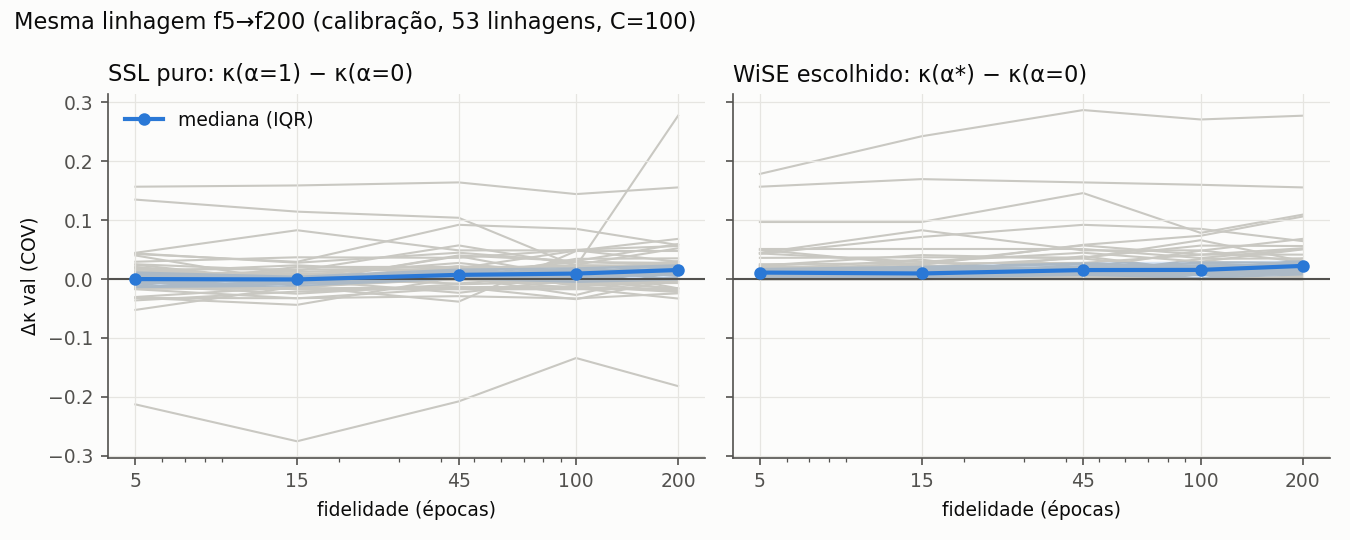 Mesma linhagem f5→f200 (calibração, 53 linhagens, C=100)
SSL puro: κ(α=1) − κ(α=0)
WiSE escolhido: κ(α*) − κ(α=0)
mediana (IQR)
Δκ val (COV)
0.3
0.2
0.1
0.0
−0.1
−0.2
−0.3
5 15 45 100 200
fidelidade (épocas)
5 15 45 100 200
fidelidade (épocas)